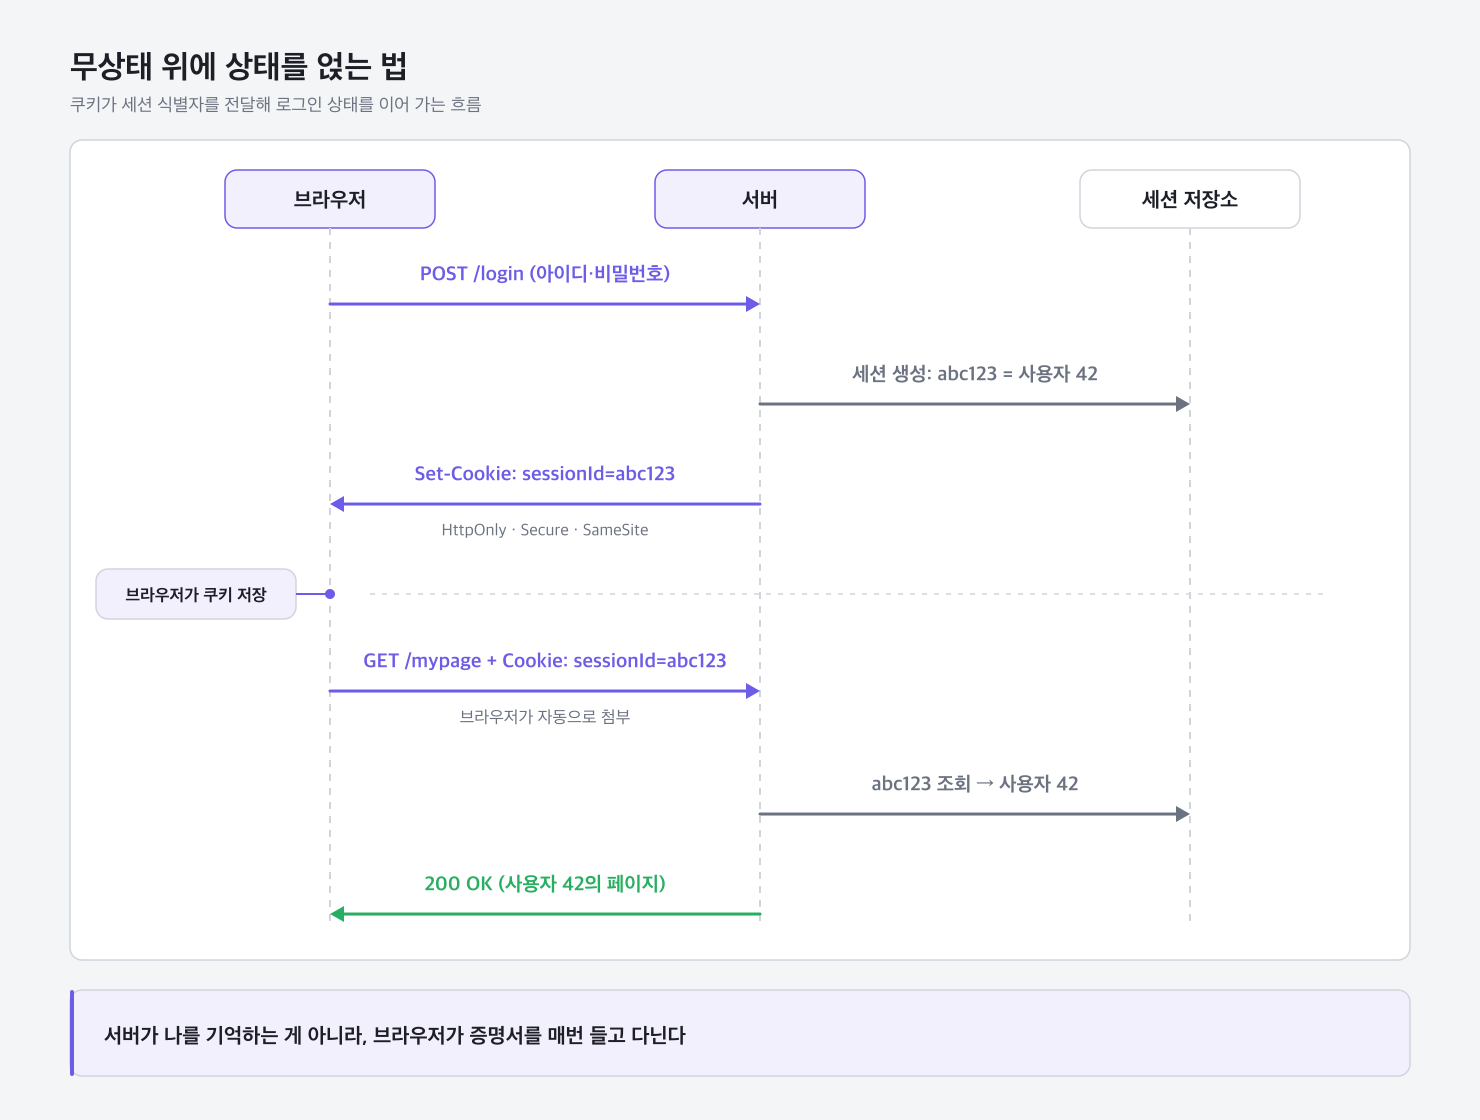 무상태 위에 상태를 얹는 법
쿠키가 세션 식별자를 전달해 로그인 상태를 이어 가는 흐름
브라우저
서버
세션 저장소
POST /login (아이디·비밀번호)
세션 생성: abc123 = 사용자 42
Set-Cookie: sessionId=abc123
HttpOnly · Secure · SameSite
브라우저가 쿠키 저장
GET /mypage + Cookie: sessionId=abc123
브라우저가 자동으로 첨부
abc123 조회 → 사용자 42
200 OK (사용자 42의 페이지)
서버가 나를 기억하는 게 아니라, 브라우저가 증명서를 매번 들고 다닌다